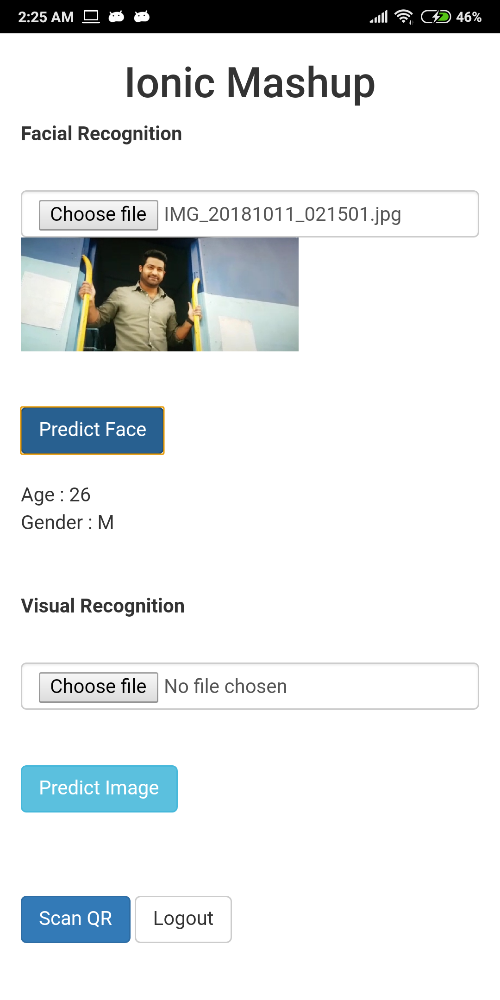 2:25 AM 46%
Ionic Mashup
Facial Recognition
Choose file IMG_20181011_021501.jpg
Predict Face
Age : 26
Gender : M
Visual Recognition
Choose file No file chosen
Predict Image
Scan QR Logout